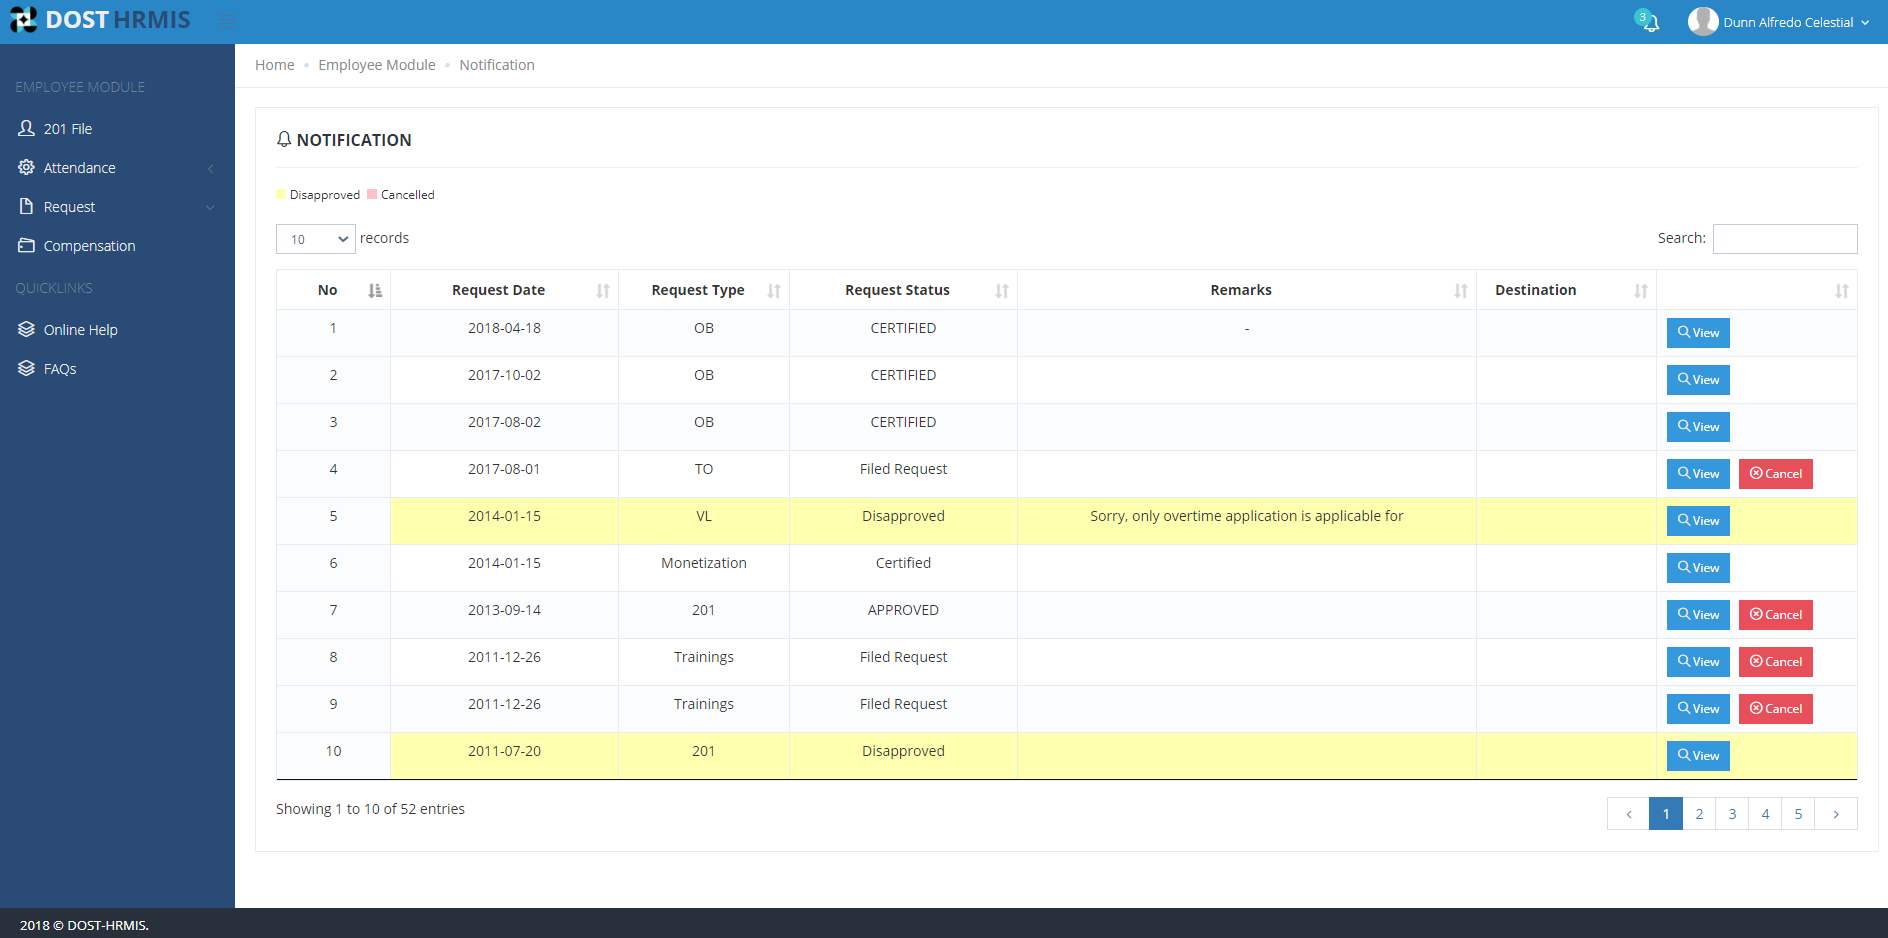 DOST HRMIS
3
Dunn Alfredo Celestial
Home Employee Module Notification
EMPLOYEE MODULE
201 File
Attendance
Request
Compensation
QUICKLINKS
Online Help
FAQs
NOTIFICATION
Disapproved Cancelled
10 records
Search:
No Request Date Request Type Request Status Remarks Destination
1 2018-04-18 OB CERTIFIED - View
2 2017-10-02 OB CERTIFIED View
3 2017-08-02 OB CERTIFIED View
4 2017-08-01 TO Filed Request View Cancel
5 2014-01-15 VL Disapproved Sorry, only overtime application is applicable for View
6 2014-01-15 Monetization Certified View
7 2013-09-14 201 APPROVED View Cancel
8 2011-12-26 Trainings Filed Request View Cancel
9 2011-12-26 Trainings Filed Request View Cancel
10 2011-07-20 201 Disapproved View
Showing 1 to 10 of 52 entries
< 1 2 3 4 5 >
2018 © DOST-HRMIS.